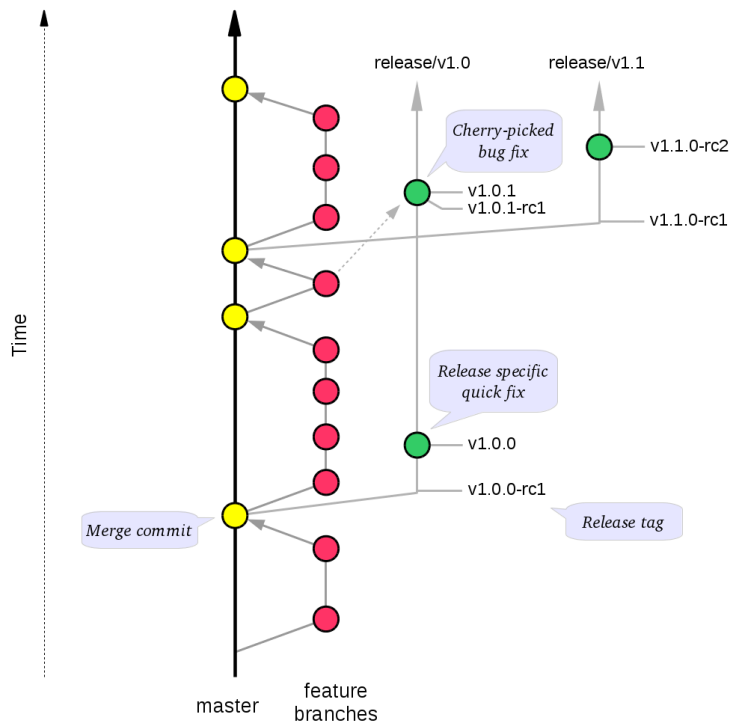 release/v1.0
release/v1.1
Cherry-picked
bug fix
v1.1.0-rc2
v1.0.1
v1.0.1-rc1
v1.1.0-rc1
Time
Release specific
quick fix
v1.0.0
v1.0.0-rc1
Merge commit
Release tag
master
feature
branches